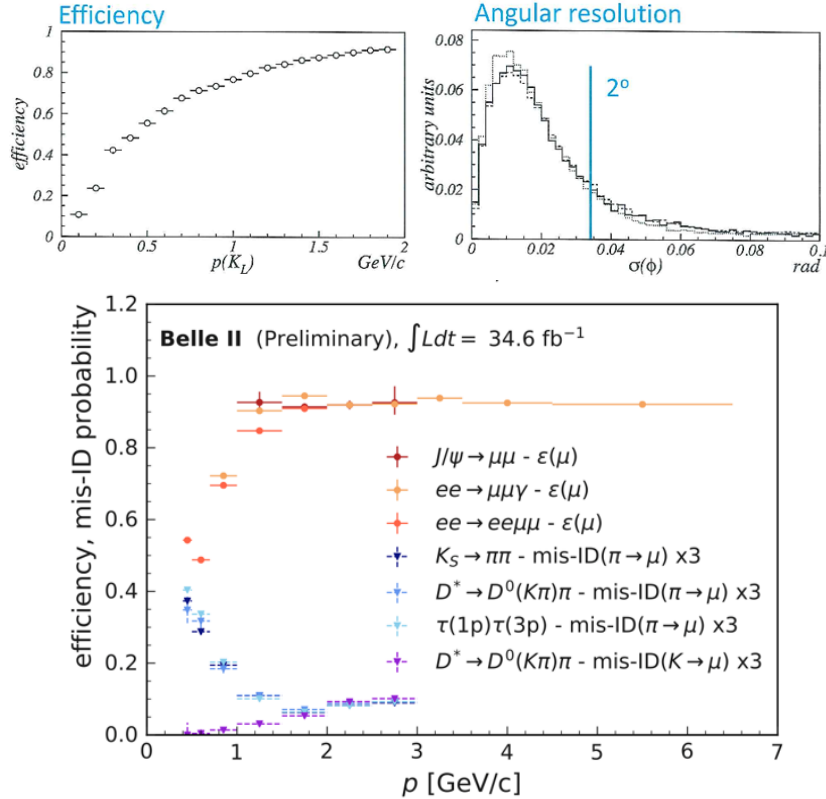 Efficiency
Angular resolution
efficiency
1
0.8
0.6
0.4
0.2
0
0
0.5
1
1.5
2
p(K_L)
GeV/c
arbitrary units
0.08
0.06
0.04
0.02
0
2º
0
0.02
0.04
0.06
0.08
0.1
σ(ϕ)
rad
efficiency, mis-ID probability
1.2
1.0
0.8
0.6
0.4
0.2
0.0
Belle II (Preliminary), ∫Ldt = 34.6 fb⁻¹
J/ψ→μμ - ε(μ)
ee→μμγ - ε(μ)
ee→eeμμ - ε(μ)
K_S→ππ - mis-ID(π→μ) x3
D*→D⁰(Kπ)π - mis-ID(π→μ) x3
τ(1p)τ(3p) - mis-ID(π→μ) x3
D*→D⁰(Kπ)π - mis-ID(K→μ) x3
0
1
2
3
4
5
6
7
p [GeV/c]